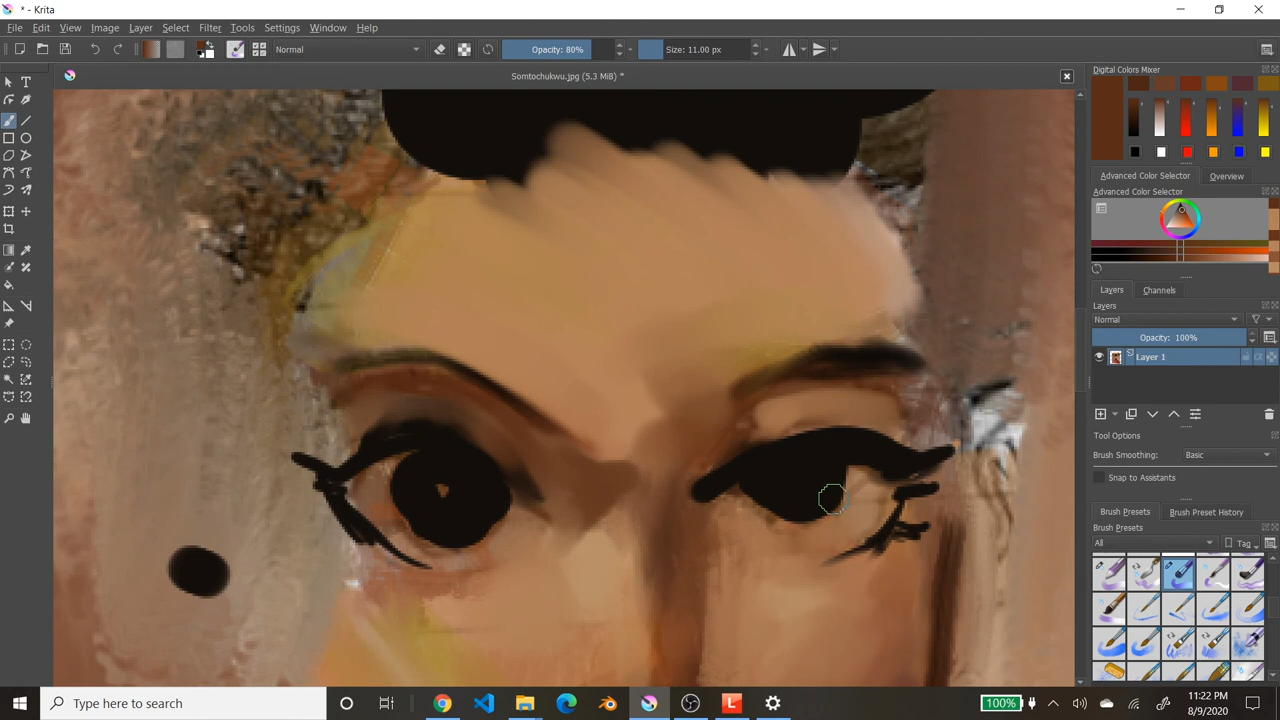 * - Krita
File Edit View Image Layer Select Filter Tools Settings Window Help
Normal Opacity: 80% Size: 11.00 px
Somtochukwu.jpg (5.3 MiB) *
Digital Colors Mixer
Advanced Color Selector Overview
Advanced Color Selector
Layers Channels
Layers
Normal
Opacity: 100%
Layer 1
Tool Options
Brush Smoothing: Basic
Snap to Assistants
Brush Presets Brush Preset History
Brush Presets
All Tag
Type here to search
100%
11:22 PM
8/9/2020